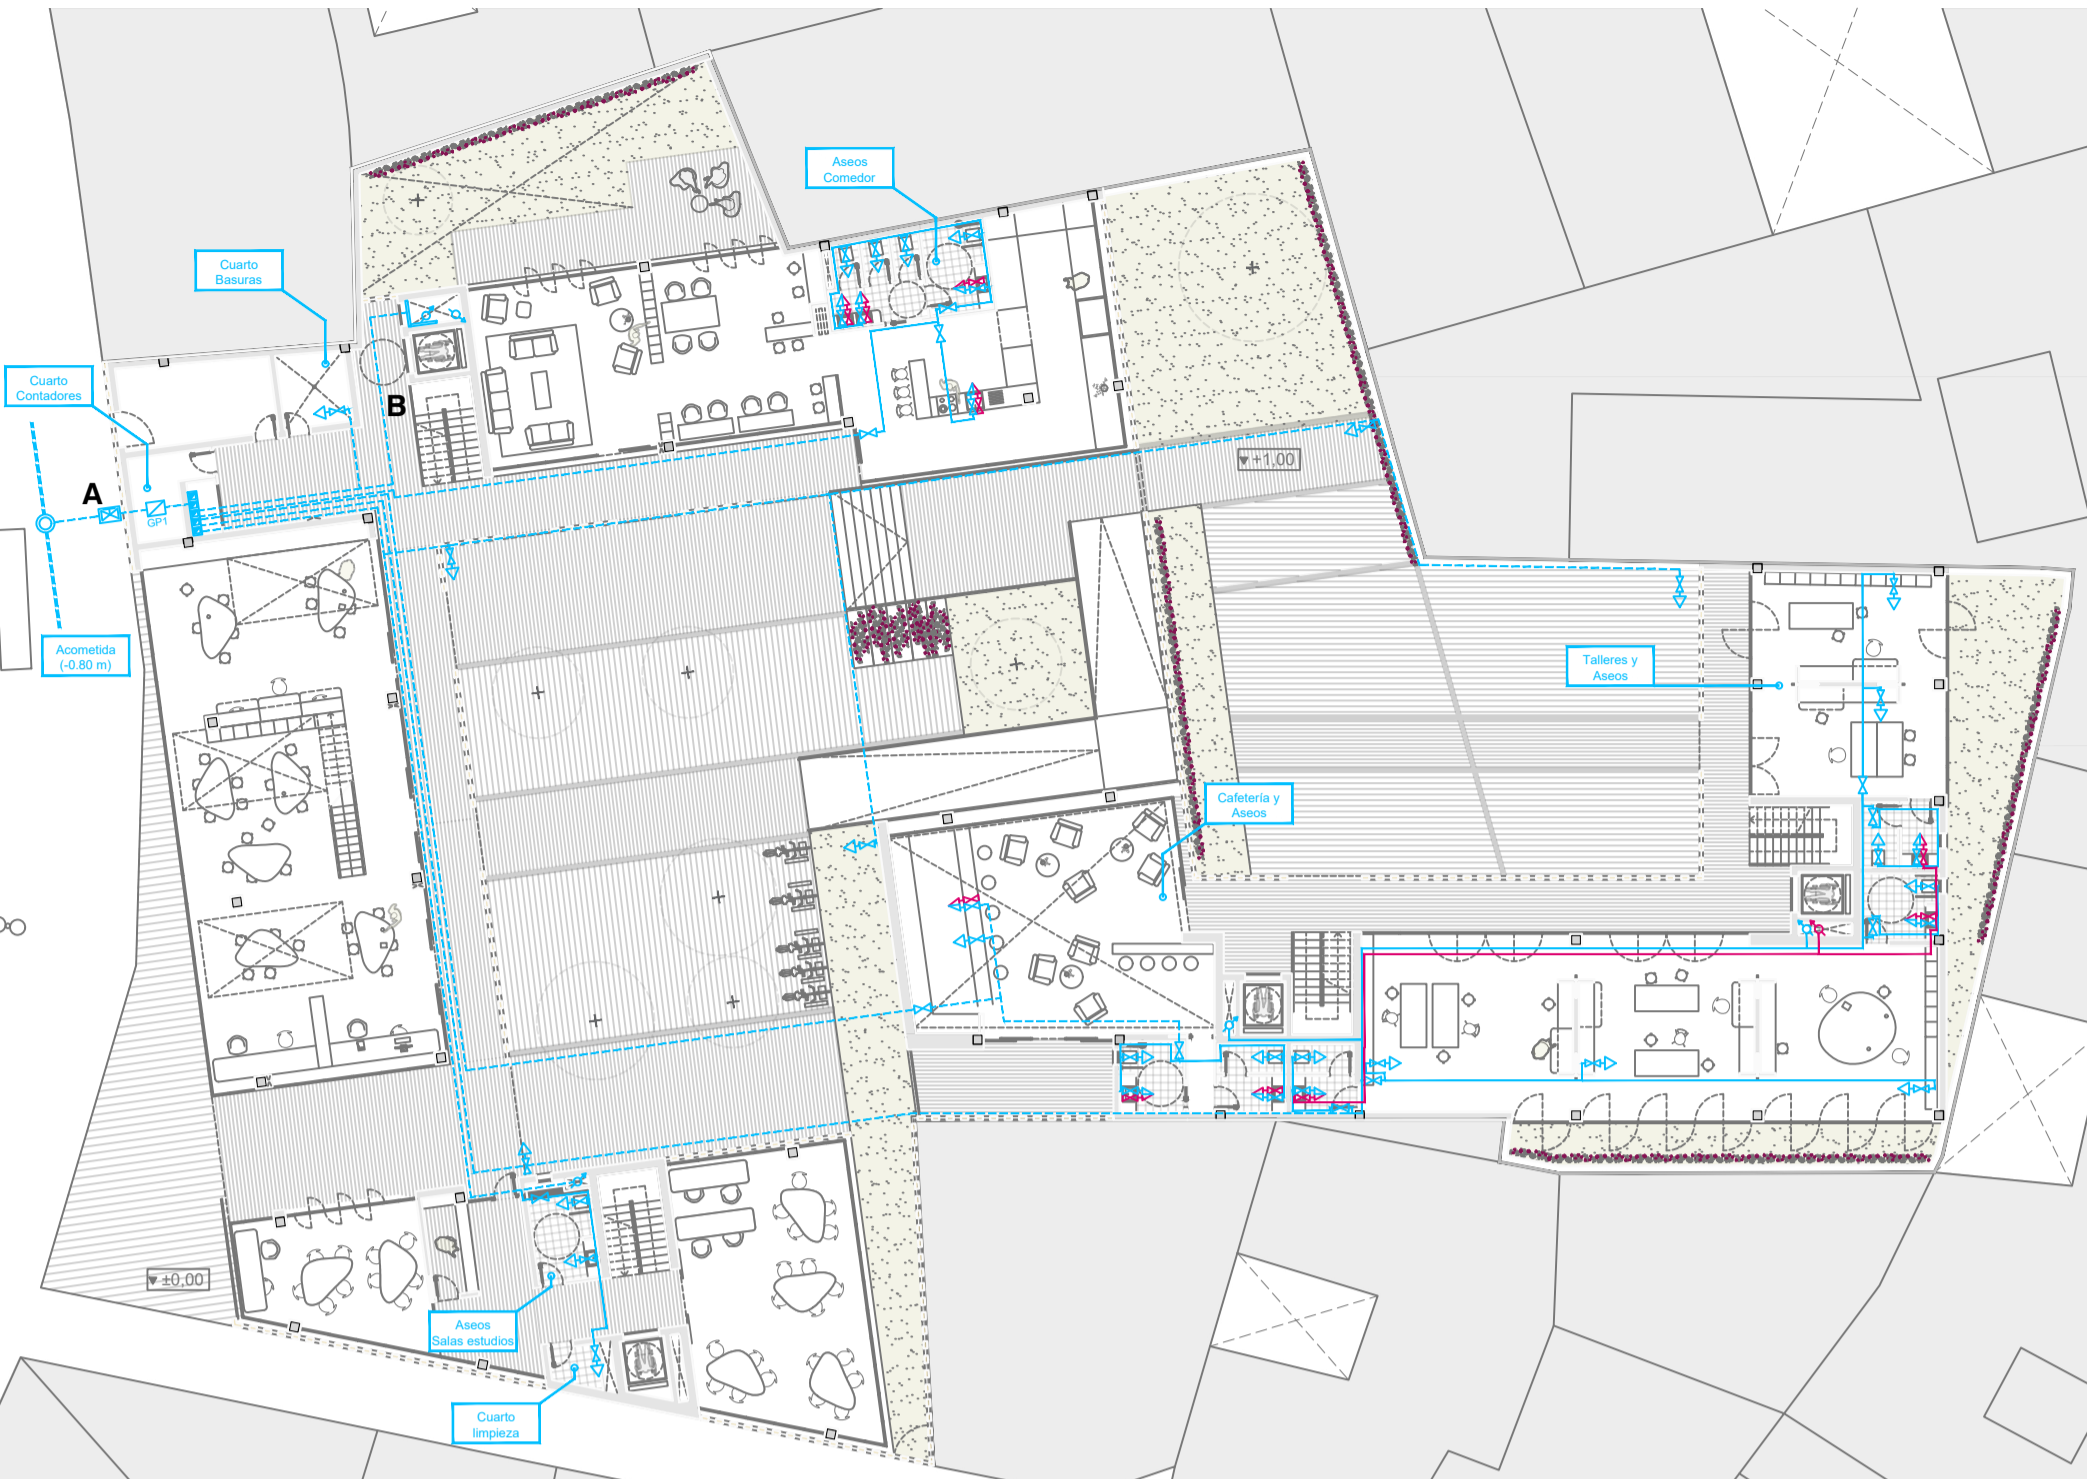 Aseos
Comedor
Cuarto
Basuras
Cuarto
Contadores
B
A
GP1
▼+1,00
Acometida
(-0.80 m)
Talleres y
Aseos
Cafetería y
Aseos
▼±0,00
Aseos
Salas estudios
Cuarto
limpieza